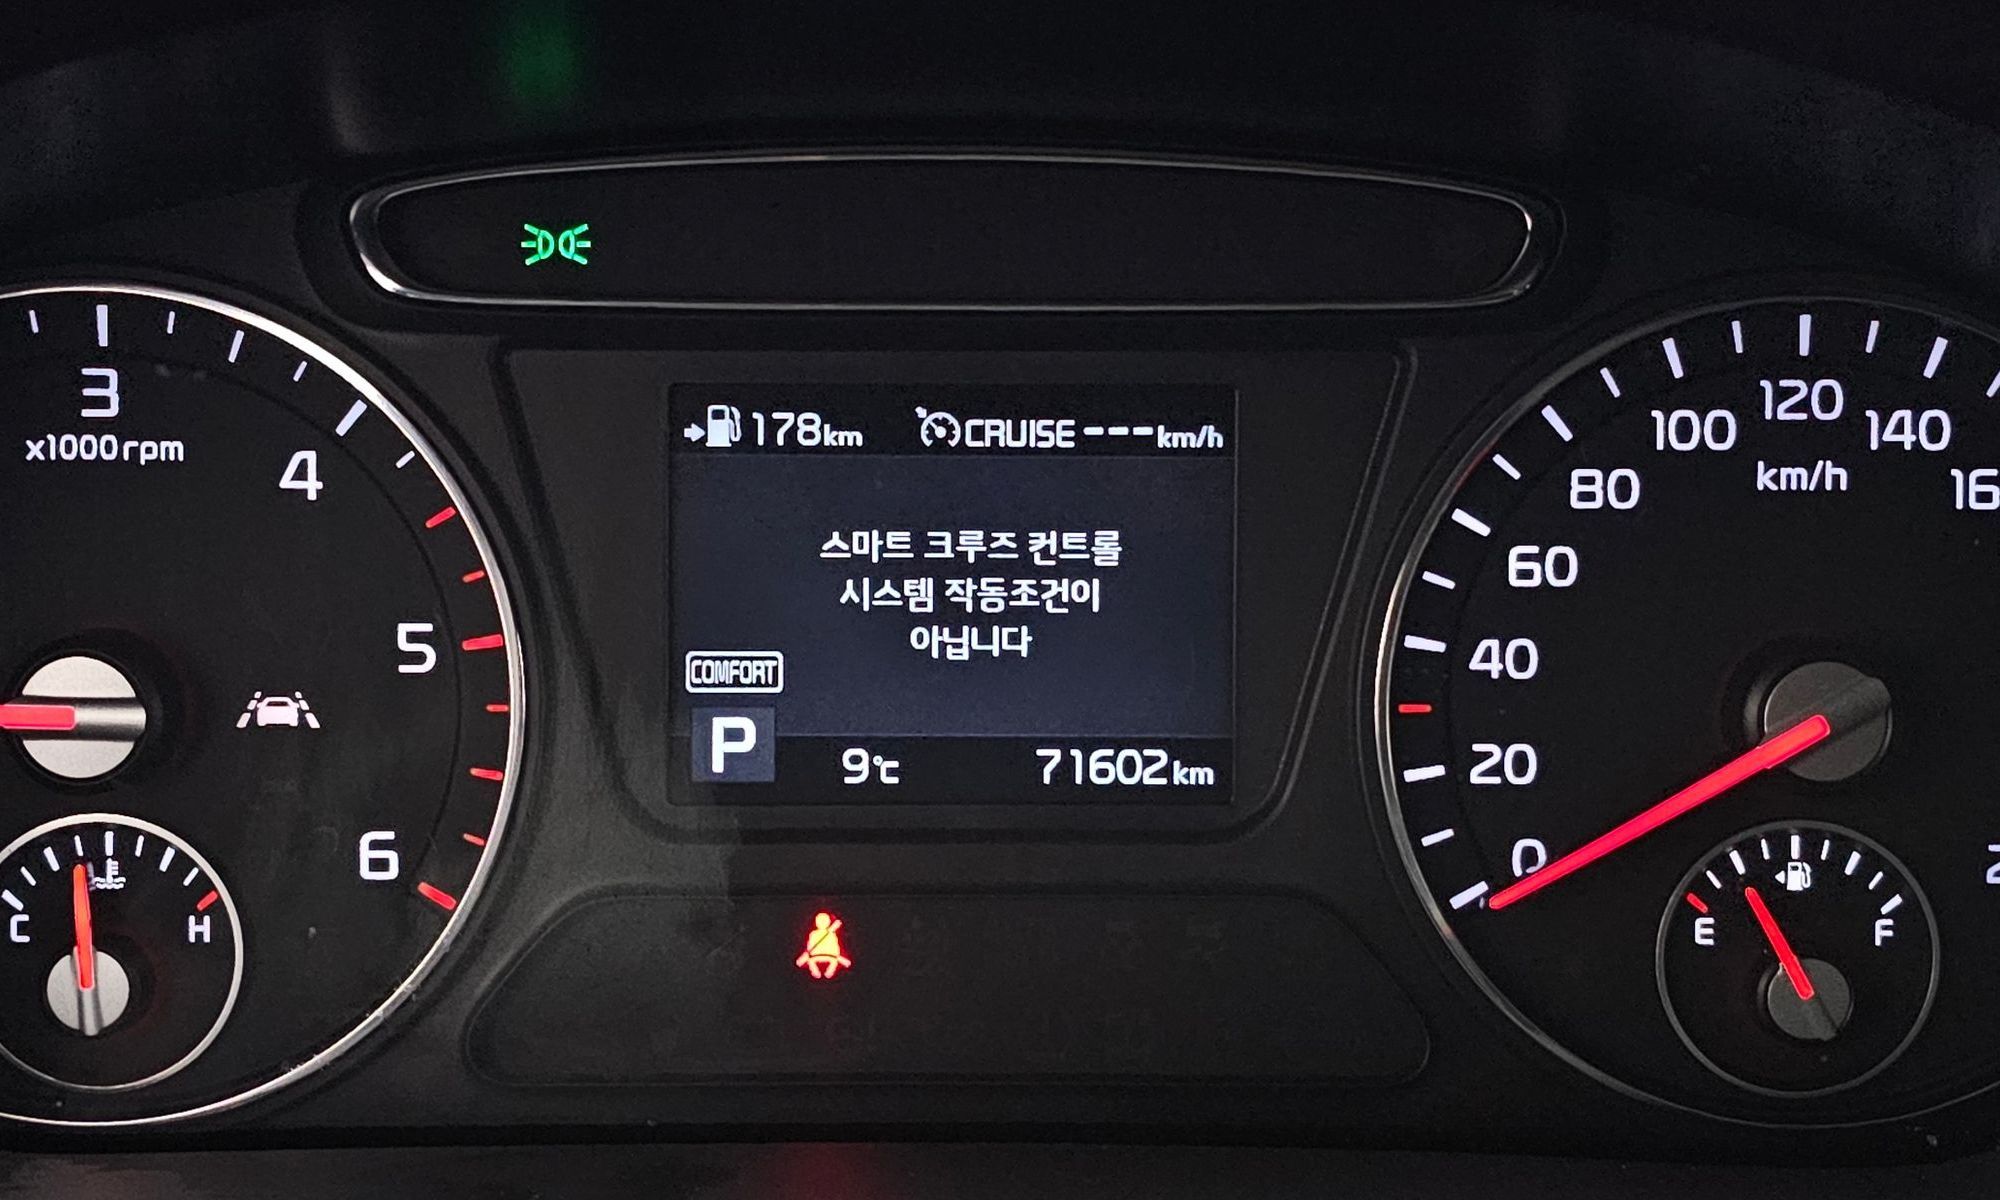 3
x1000rpm
4
5
6
C
H
178km
CRUISE ---km/h
스마트 크루즈 컨트롤
시스템 작동조건이
아닙니다
COMFORT
P
9℃
71602km
0
20
40
60
80
100
120
140
km/h
E
F